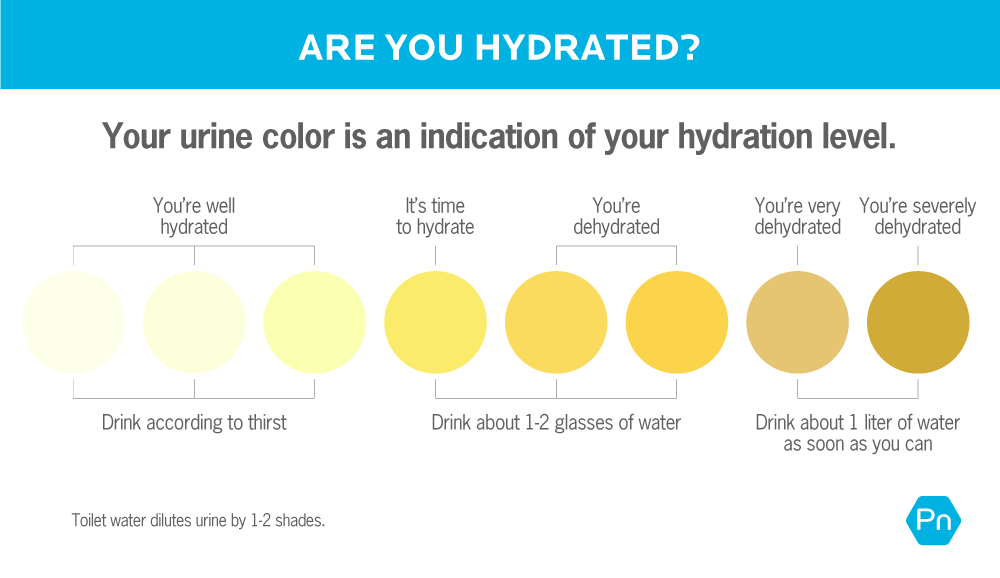 ARE YOU HYDRATED?
Your urine color is an indication of your hydration level.
You're well
hydrated
It's time
to hydrate
You're
dehydrated
You're very
dehydrated
You're severely
dehydrated
Drink according to thirst
Drink about 1-2 glasses of water
Drink about 1 liter of water
as soon as you can
Toilet water dilutes urine by 1-2 shades.
Pn